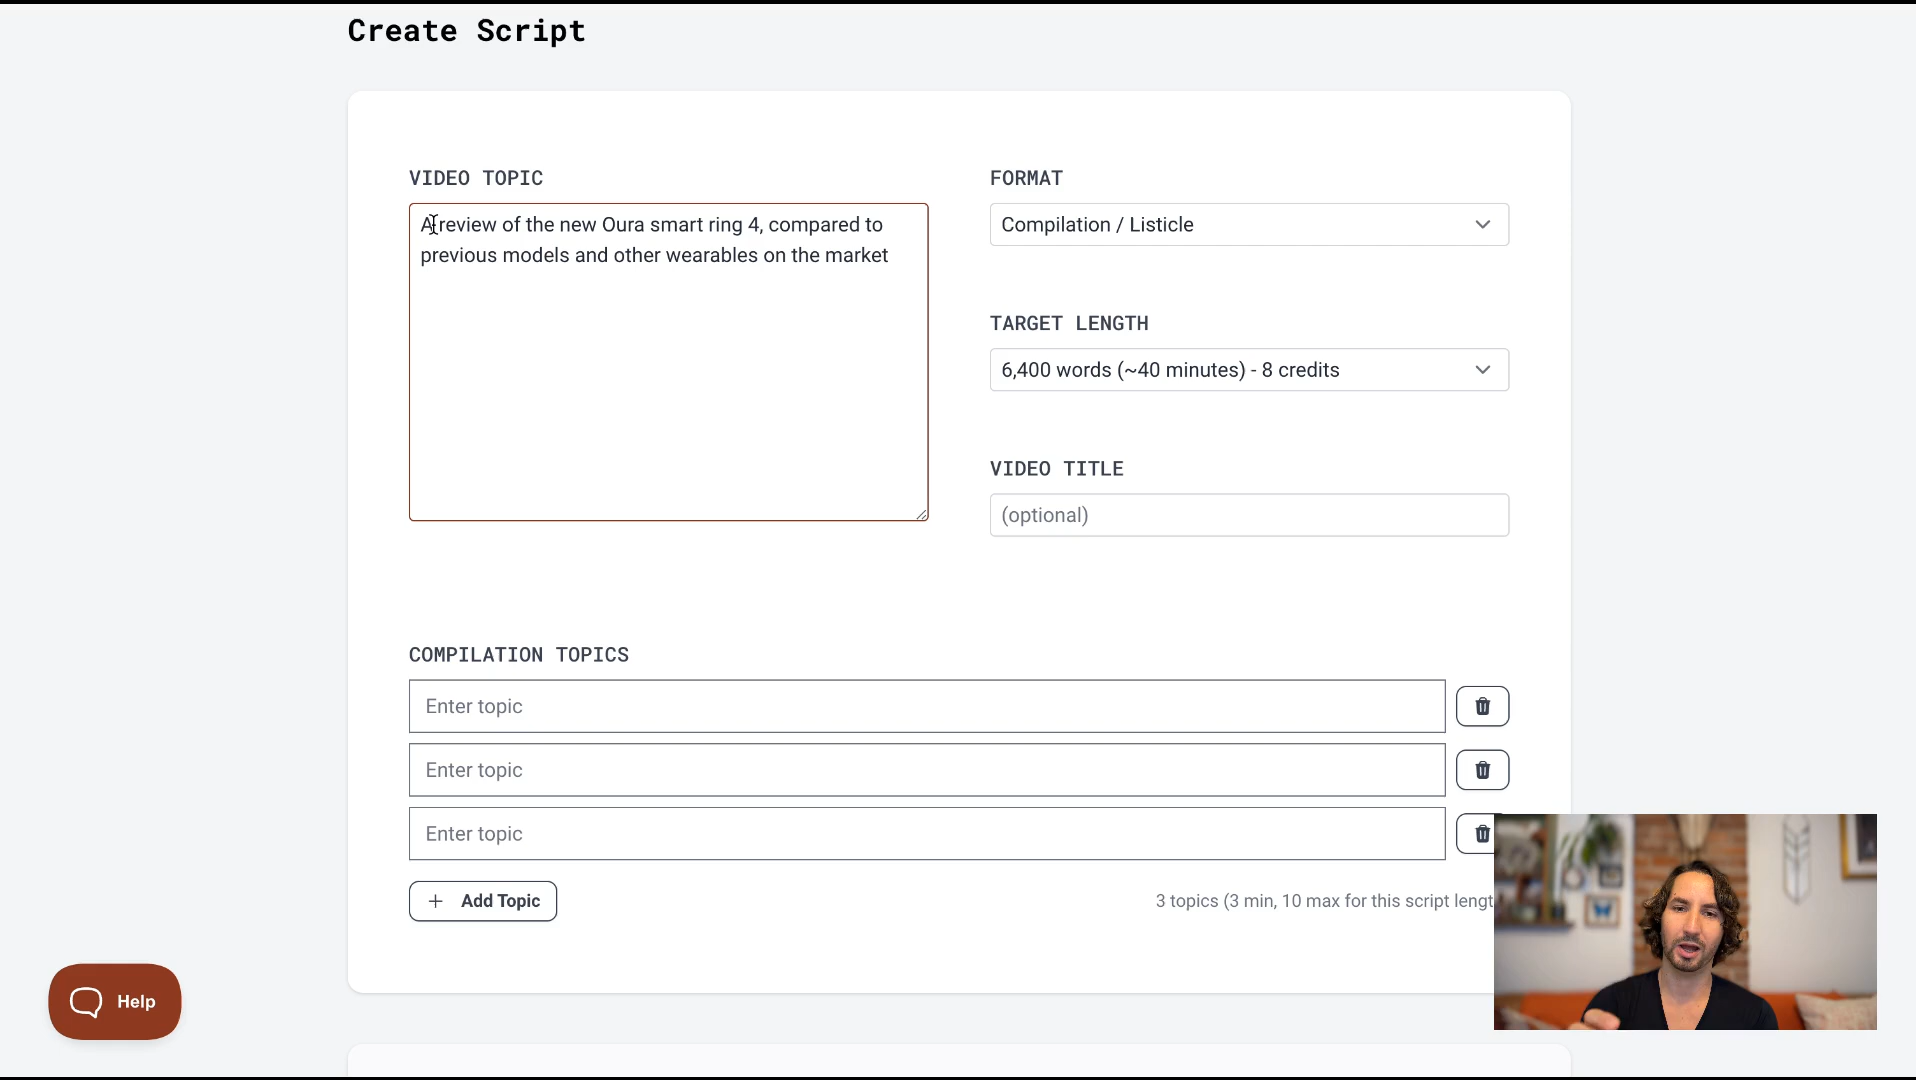 Create Script
VIDEO TOPIC
A review of the new Oura smart ring 4, compared to
previous models and other wearables on the market
FORMAT
Compilation / Listicle
TARGET LENGTH
6,400 words (~40 minutes) - 8 credits
VIDEO TITLE
(optional)
COMPILATION TOPICS
Enter topic
Enter topic
Enter topic
+ Add Topic
3 topics (3 min, 10 max for this script lengt
Help